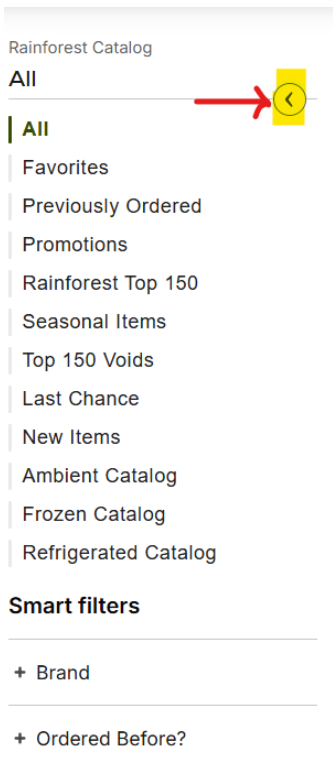 Rainforest Catalog
All
All
Favorites
Previously Ordered
Promotions
Rainforest Top 150
Seasonal Items
Top 150 Voids
Last Chance
New Items
Ambient Catalog
Frozen Catalog
Refrigerated Catalog
Smart filters
+ Brand
+ Ordered Before?